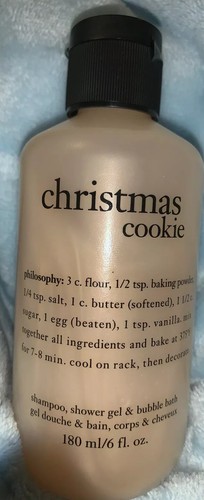 christmas
cookie
philosophy: 3 c. flour, 1/2 tsp. baking powder,
1/4 tsp. salt, 1 c. butter (softened), 1 1/2 c.
sugar, 1 egg (beaten), 1 tsp. vanilla. mix
together all ingredients and bake at 375°
for 7-8 min. cool on rack, then decorate.
shampoo, shower gel & bubble bath
gel douche & bain, corps & cheveux
180 ml/6 fl. oz.